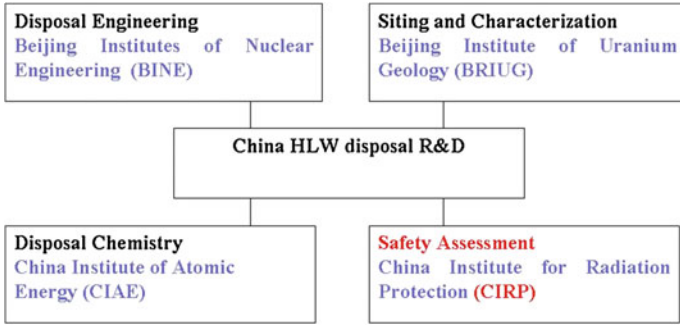 Disposal Engineering
Beijing Institutes of Nuclear
Engineering (BINE)
Siting and Characterization
Beijing Institute of Uranium
Geology (BRIUG)
China HLW disposal R&D
Disposal Chemistry
China Institute of Atomic
Energy (CIAE)
Safety Assessment
China Institute for Radiation
Protection (CIRP)